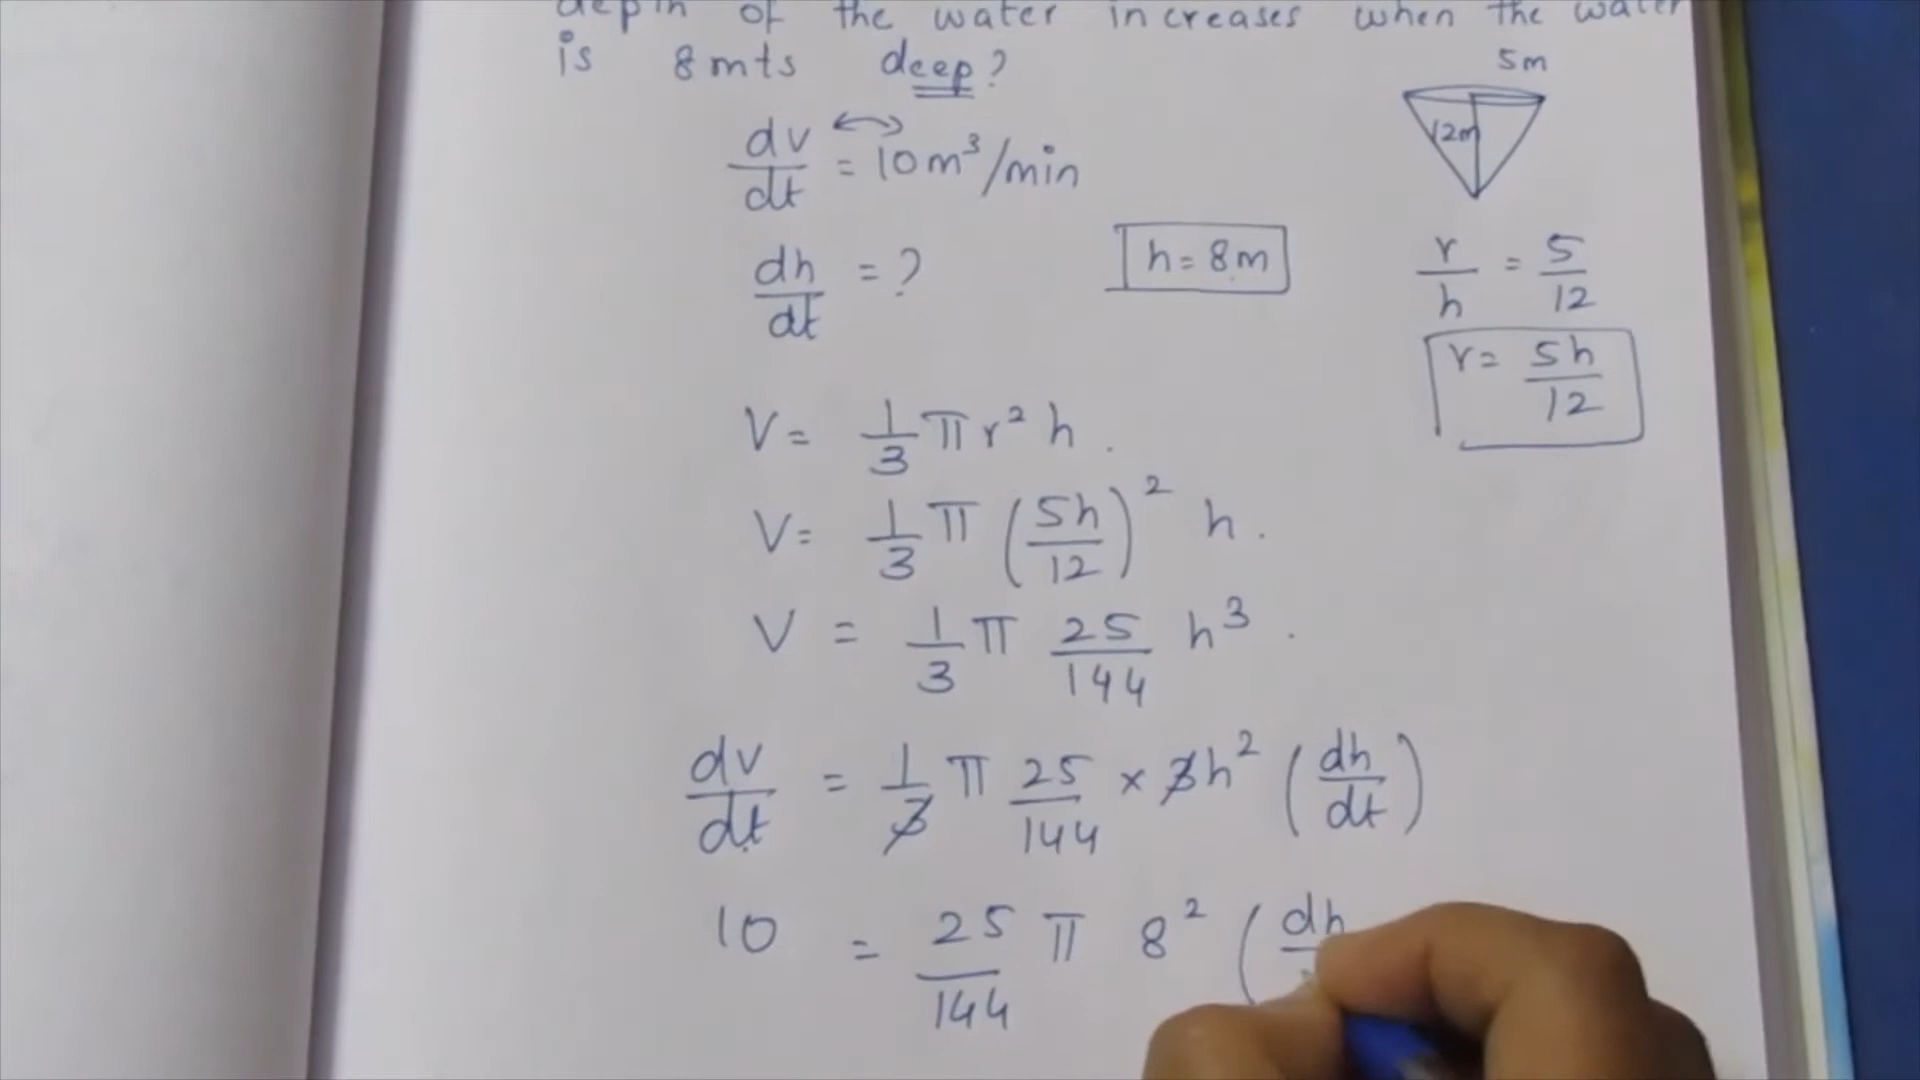 depth of the water increases when the water
is 8mts deep?
5m
12m
dv/dt = 10m³/min
dh/dt = ?
h = 8m
r/h = 5/12
r = 5h/12
V = 1/3 π r² h.
V = 1/3 π (5h/12)² h.
V = 1/3 π 25/144 h³.
dv/dt = 1/3 π 25/144 × 3h² (dh/dt)
10 = 25/144 π 8² (dh